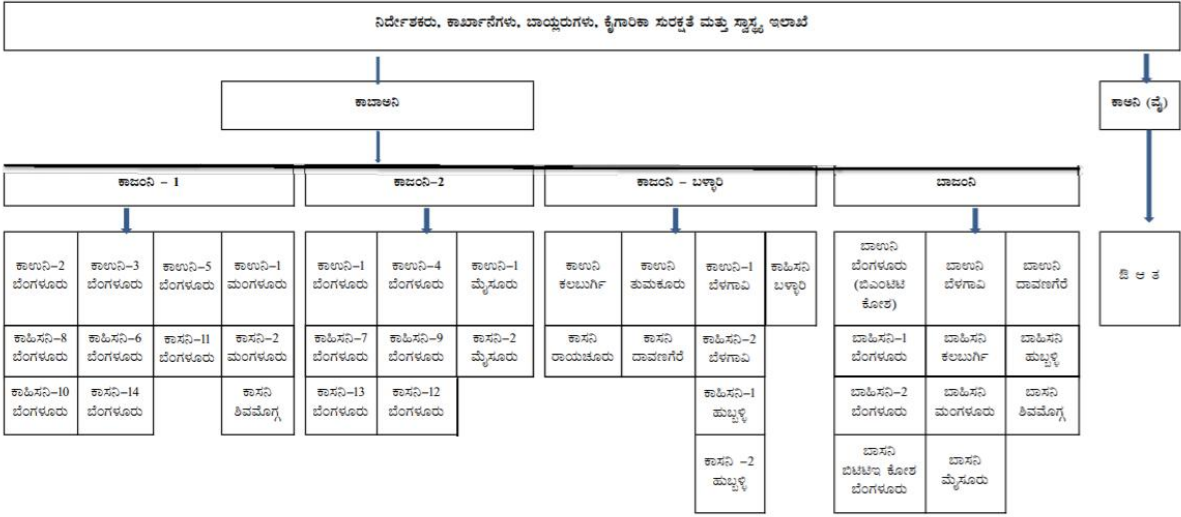 ನಿರ್ದೇಶಕರು, ಕಾರ್ಖಾನೆಗಳು, ಬಾಯ್ಲರುಗಳು, ಕೈಗಾರಿಕಾ ಸುರಕ್ಷತೆ ಮತ್ತು ಸ್ವಾಸ್ಥ್ಯ ಇಲಾಖೆ
ಕಾಬಾಅನಿ
ಕಾಅನಿ (ವೈ)
ಕಾಜಂನಿ – 1
ಕಾಜಂನಿ–2
ಕಾಜಂನಿ – ಬಳ್ಳಾರಿ
ಬಾಜಂನಿ
ಕಾಉನಿ–2
ಬೆಂಗಳೂರು
ಕಾಉನಿ–3
ಬೆಂಗಳೂರು
ಕಾಉನಿ–5
ಬೆಂಗಳೂರು
ಕಾಉನಿ–1
ಮಂಗಳೂರು
ಕಾಉನಿ–1
ಬೆಂಗಳೂರು
ಕಾಉನಿ–4
ಬೆಂಗಳೂರು
ಕಾಉನಿ–1
ಮೈಸೂರು
ಕಾಉನಿ
ಕಲಬುರ್ಗಿ
ಕಾಉನಿ
ತುಮಕೂರು
ಕಾಉನಿ–1
ಬೆಳಗಾವಿ
ಕಾಹಿಸನಿ
ಬಳ್ಳಾರಿ
ಬಾಉನಿ
ಬೆಂಗಳೂರು
(ಬಿಎಂಟಿಟಿ
ಕೋಶ)
ಬಾಉನಿ
ಬೆಳಗಾವಿ
ಬಾಉನಿ
ದಾವಣಗೆರೆ
ಔ ಆ ತ
ಕಾಹಿಸನಿ–8
ಬೆಂಗಳೂರು
ಕಾಹಿಸನಿ–6
ಬೆಂಗಳೂರು
ಕಾಸನಿ–11
ಬೆಂಗಳೂರು
ಕಾಸನಿ–2
ಮಂಗಳೂರು
ಕಾಹಿಸನಿ–7
ಬೆಂಗಳೂರು
ಕಾಹಿಸನಿ–9
ಬೆಂಗಳೂರು
ಕಾಸನಿ–2
ಮೈಸೂರು
ಕಾಸನಿ
ರಾಯಚೂರು
ಕಾಸನಿ
ದಾವಣಗೆರೆ
ಕಾಹಿಸನಿ–2
ಬೆಳಗಾವಿ
ಬಾಹಿಸನಿ–1
ಬೆಂಗಳೂರು
ಬಾಹಿಸನಿ
ಕಲಬುರ್ಗಿ
ಬಾಹಿಸನಿ
ಹುಬ್ಬಳ್ಳಿ
ಕಾಹಿಸನಿ–10
ಬೆಂಗಳೂರು
ಕಾಸನಿ–14
ಬೆಂಗಳೂರು
ಕಾಸನಿ
ಶಿವಮೊಗ್ಗ
ಕಾಸನಿ–13
ಬೆಂಗಳೂರು
ಕಾಸನಿ–12
ಬೆಂಗಳೂರು
ಕಾಹಿಸನಿ–1
ಹುಬ್ಬಳ್ಳಿ
ಬಾಹಿಸನಿ–2
ಬೆಂಗಳೂರು
ಬಾಹಿಸನಿ
ಮಂಗಳೂರು
ಬಾಸನಿ
ಶಿವಮೊಗ್ಗ
ಕಾಸನಿ –2
ಹುಬ್ಬಳ್ಳಿ
ಬಾಸನಿ
ಬಿಟಿಟಿಇ ಕೋಶ
ಬೆಂಗಳೂರು
ಬಾಸನಿ
ಮೈಸೂರು